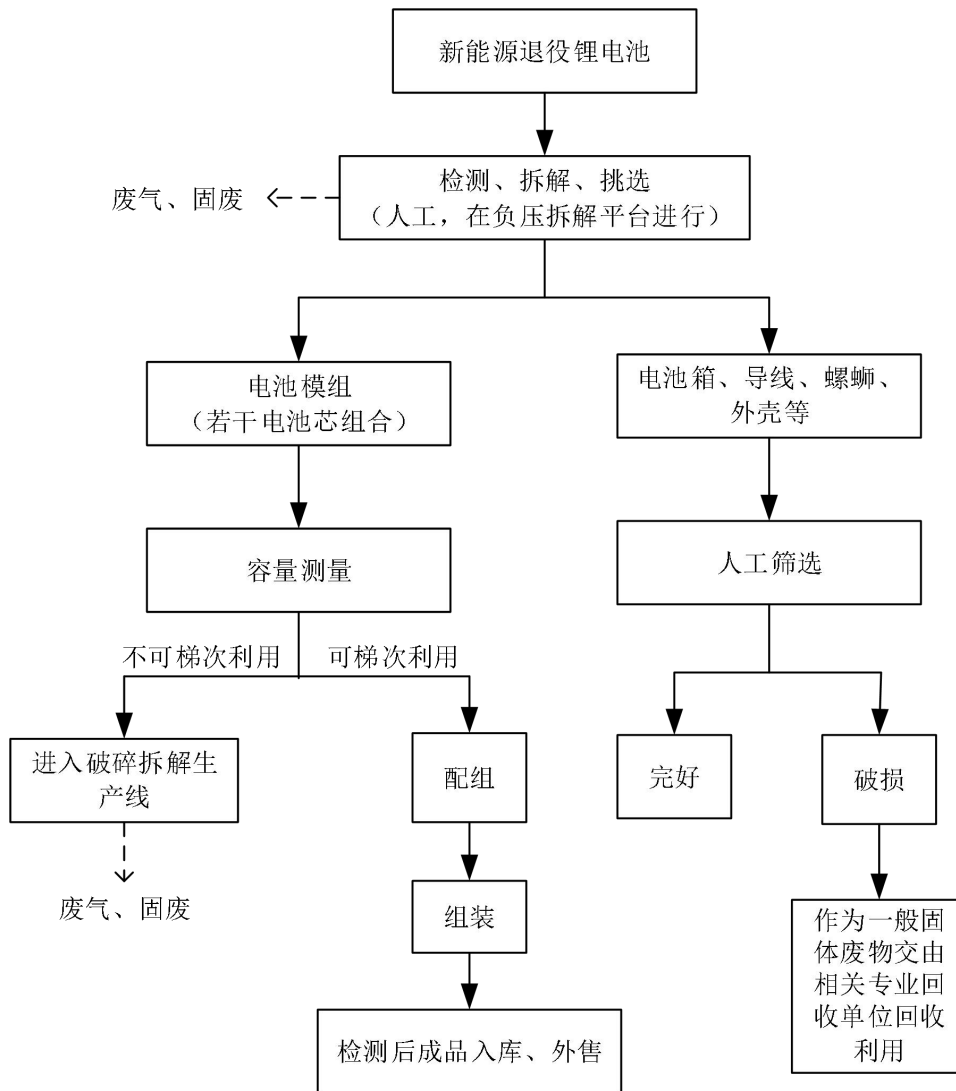 新能源退役锂电池
检测、拆解、挑选
（人工，在负压拆解平台进行）
废气、固废
电池模组
（若干电池芯组合）
电池箱、导线、螺蛳、
外壳等
容量测量
人工筛选
不可梯次利用
可梯次利用
进入破碎拆解生
产线
配组
完好
破损
废气、固废
组装
作为一般固
体废物交由
相关专业回
收单位回收
利用
检测后成品入库、外售